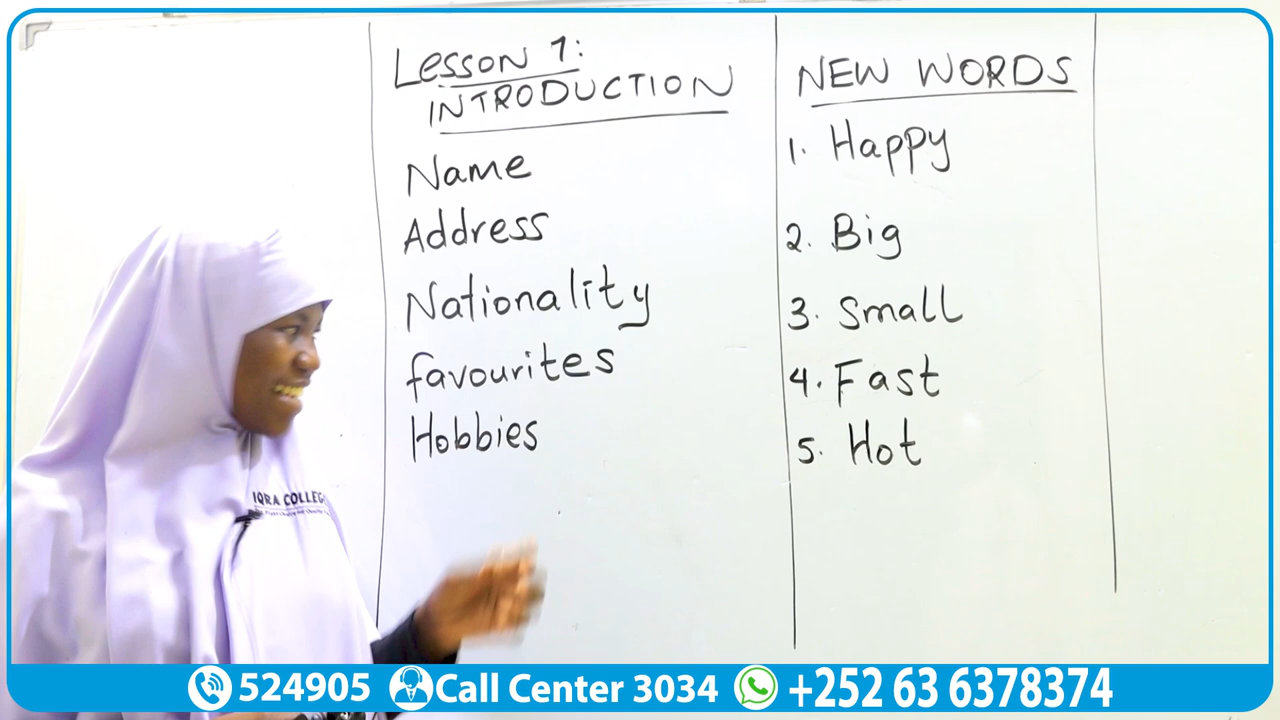 Lesson 1:
INTRODUCTION
Name
Address
Nationality
favourites
Hobbies
NEW WORDS
1. Happy
2. Big
3. Small
4. Fast
5. Hot
IQRA COLLEGE
524905
Call Center 3034
+252 63 6378374